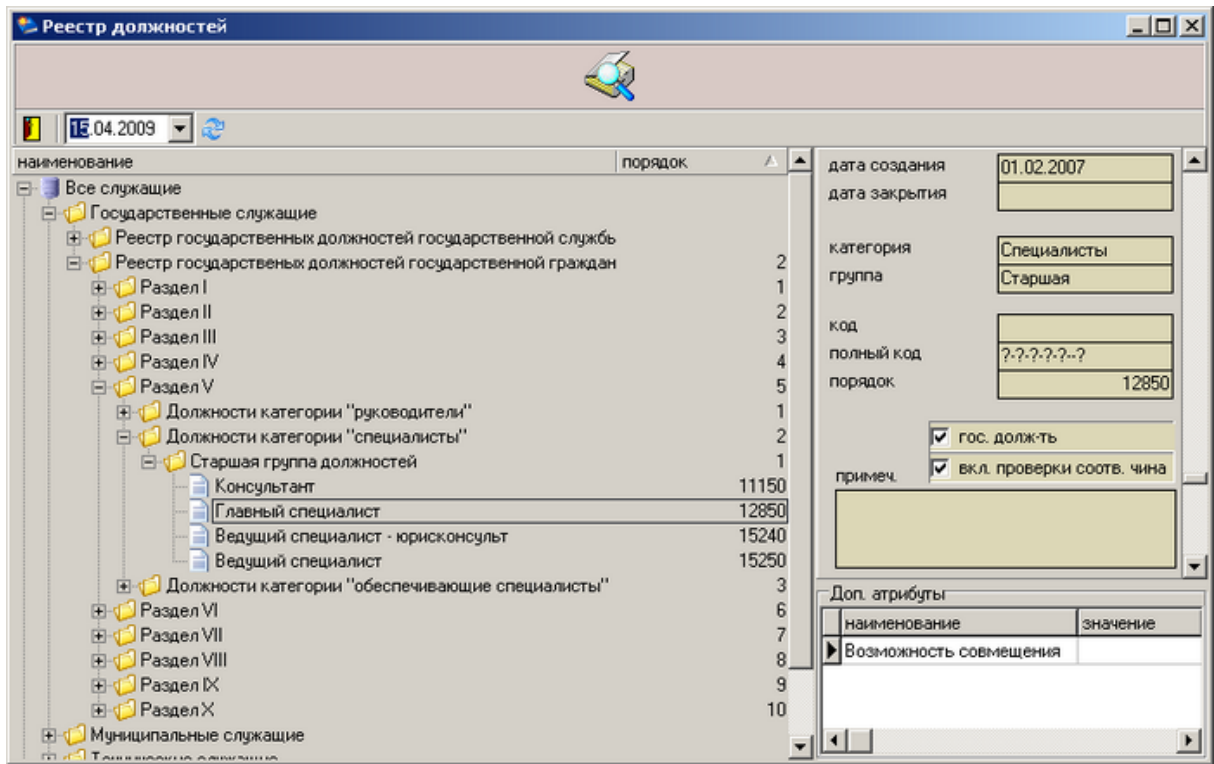 Реестр должностей
15.04.2009
наименование порядок
Все служащие
Государственные служащие
Реестр государственных должностей государственной службь
Реестр государственых должностей государственной граждан 2
Раздел I 1
Раздел II 2
Раздел III 3
Раздел IV 4
Раздел V 5
Должности категории "руководители" 1
Должности категории "специалисты" 2
Старшая группа должностей 1
Консультант 11150
Главный специалист 12850
Ведущий специалист - юрисконсульт 15240
Ведущий специалист 15250
Должности категории "обеспечивающие специалисты" 3
Раздел VI 6
Раздел VII 7
Раздел VIII 8
Раздел IX 9
Раздел X 10
Муниципальные служащие
дата создания 01.02.2007
дата закрытия
категория Специалисты
группа Старшая
код
полный код ?-?-?-?-?--?
порядок 12850
гос. долж-ть
вкл. проверки соотв. чина
примеч.
Доп. атрибуты
наименование значение
Возможность совмещения